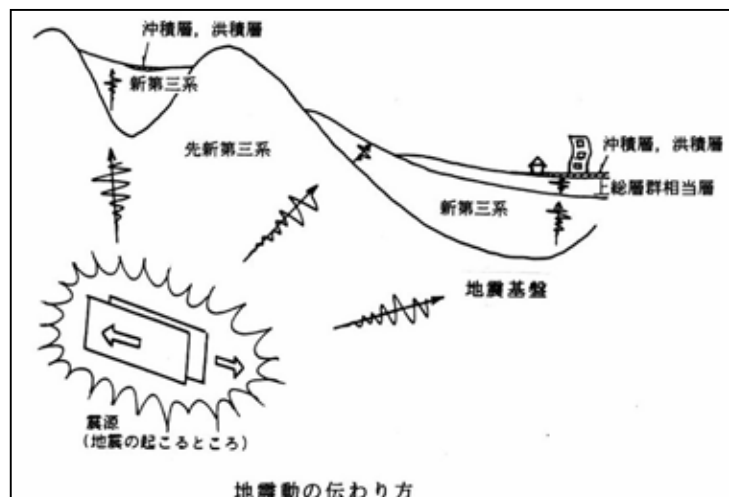 沖積層，洪積層
新第三系
先新第三系
沖積層，洪積層
上総層群相当層
新第三系
地震基盤
震源
(地震の起こるところ)
地震動の伝わり方